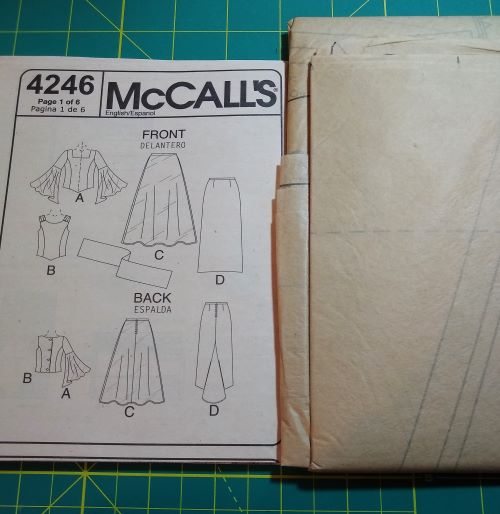 4246
Page 1 of 6
Pagina 1 de 6
McCALL'S®
English/Español
FRONT
DELANTERO
A
B
C
D
BACK
ESPALDA
B
A
C
D